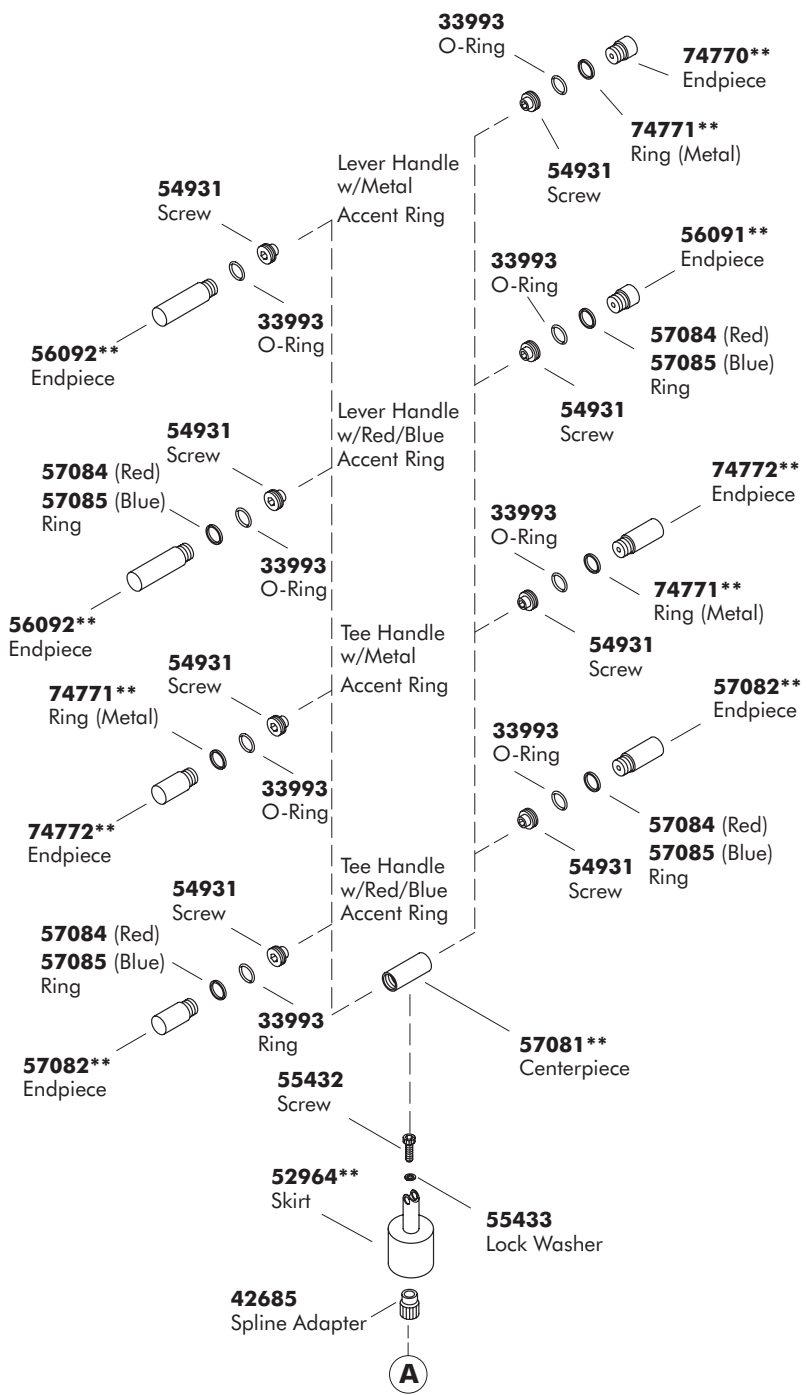 33993
O-Ring
74770**
Endpiece
74771**
Ring (Metal)
54931
Screw
Lever Handle
w/Metal
Accent Ring
54931
Screw
33993
O-Ring
56092**
Endpiece
56091**
Endpiece
33993
O-Ring
57084 (Red)
57085 (Blue)
Ring
54931
Screw
Lever Handle
w/Red/Blue
Accent Ring
54931
Screw
57084 (Red)
57085 (Blue)
Ring
33993
O-Ring
56092**
Endpiece
74772**
Endpiece
33993
O-Ring
74771**
Ring (Metal)
54931
Screw
Tee Handle
w/Metal
Accent Ring
54931
Screw
74771**
Ring (Metal)
33993
O-Ring
74772**
Endpiece
57082**
Endpiece
33993
O-Ring
57084 (Red)
57085 (Blue)
Ring
54931
Screw
Tee Handle
w/Red/Blue
Accent Ring
54931
Screw
57084 (Red)
57085 (Blue)
Ring
33993
Ring
57082**
Endpiece
57081**
Centerpiece
55432
Screw
52964**
Skirt
55433
Lock Washer
42685
Spline Adapter
A